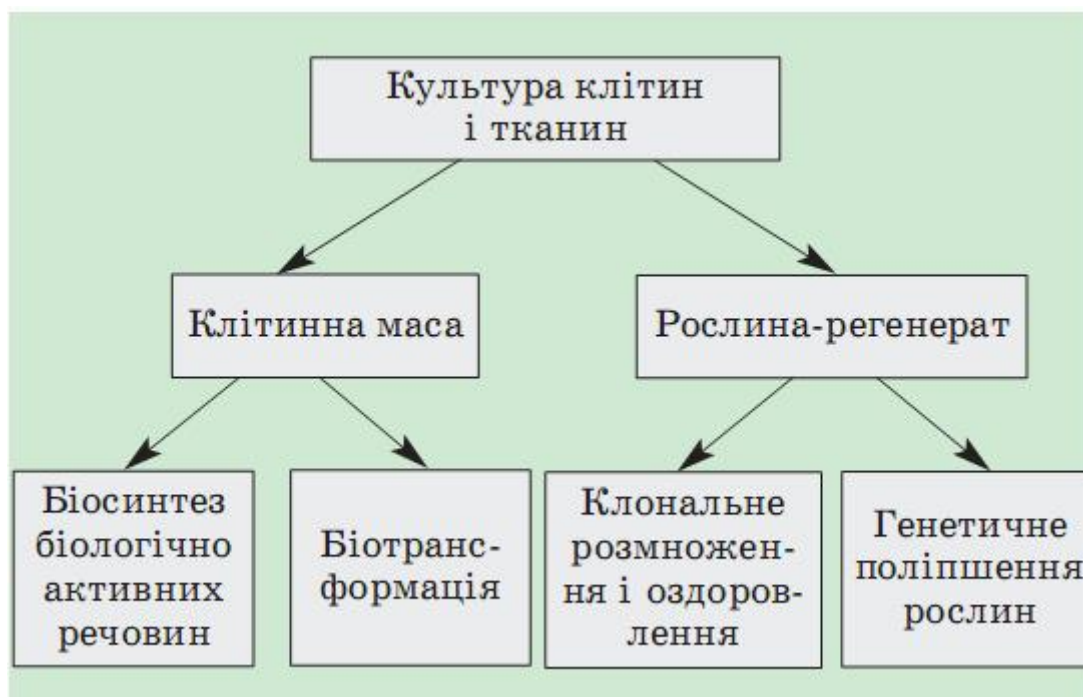 Культура клітин
і тканин
Клітинна маса
Рослина-регенерат
Біосинтез
біологічно
активних
речовин
Біотранс-
формація
Клональне
розмножен-
ня і оздоров-
лення
Генетичне
поліпшення
рослин